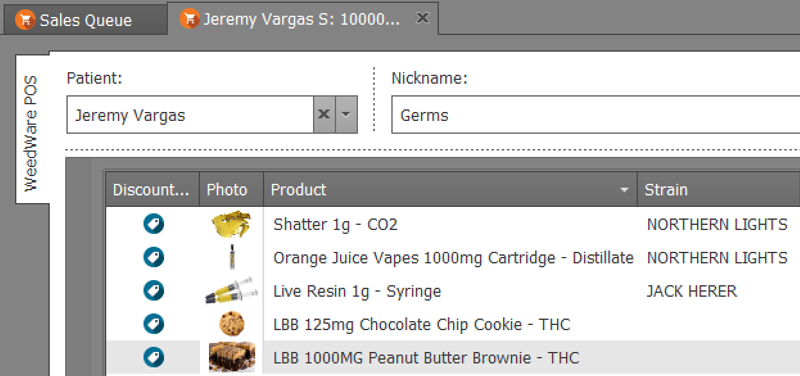 Sales Queue
Jeremy Vargas S: 10000...
WeedWare POS
Patient:
Nickname:
Jeremy Vargas
Germs
Discount... Photo Product Strain
Shatter 1g - CO2 NORTHERN LIGHTS
Orange Juice Vapes 1000mg Cartridge - Distillate NORTHERN LIGHTS
Live Resin 1g - Syringe JACK HERER
LBB 125mg Chocolate Chip Cookie - THC
LBB 1000MG Peanut Butter Brownie - THC